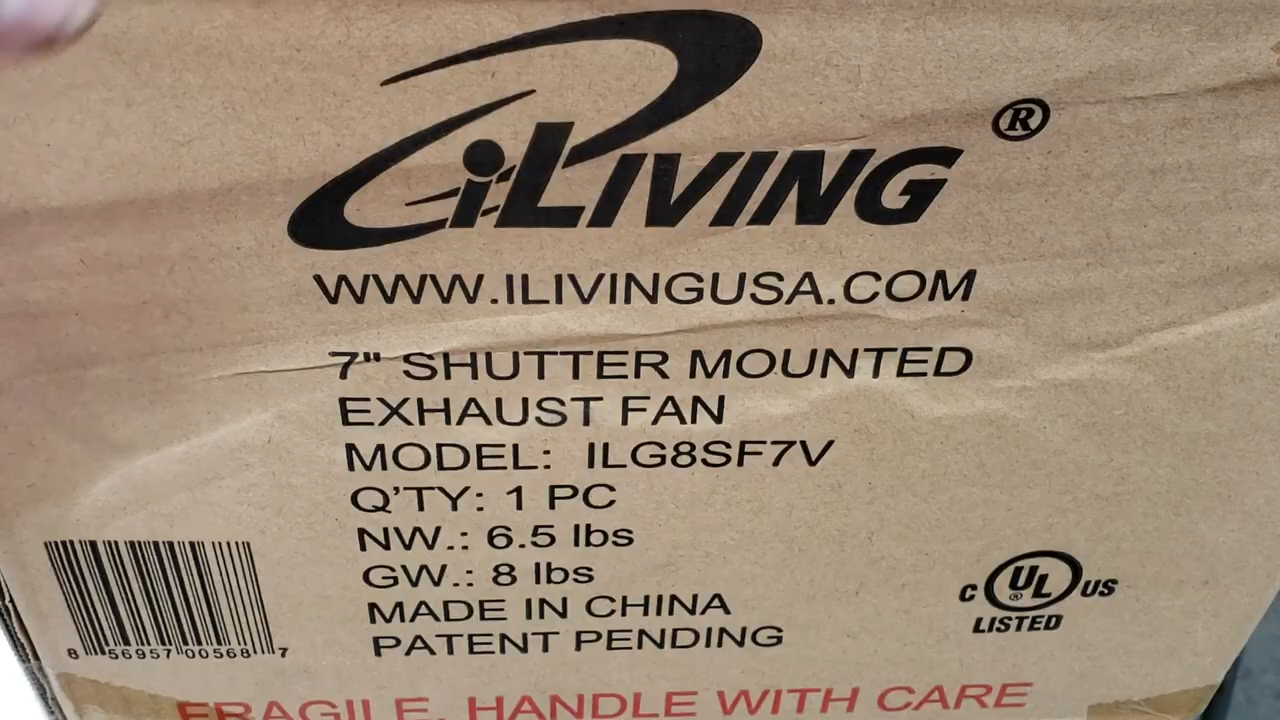 iLIVING ®
WWW.ILIVINGUSA.COM
7" SHUTTER MOUNTED
EXHAUST FAN
MODEL: ILG8SF7V
Q'TY: 1 PC
NW.: 6.5 lbs
GW.: 8 lbs
MADE IN CHINA
PATENT PENDING
8 56957 00568 7
C UL ® US
LISTED
FRAGILE, HANDLE WITH CARE